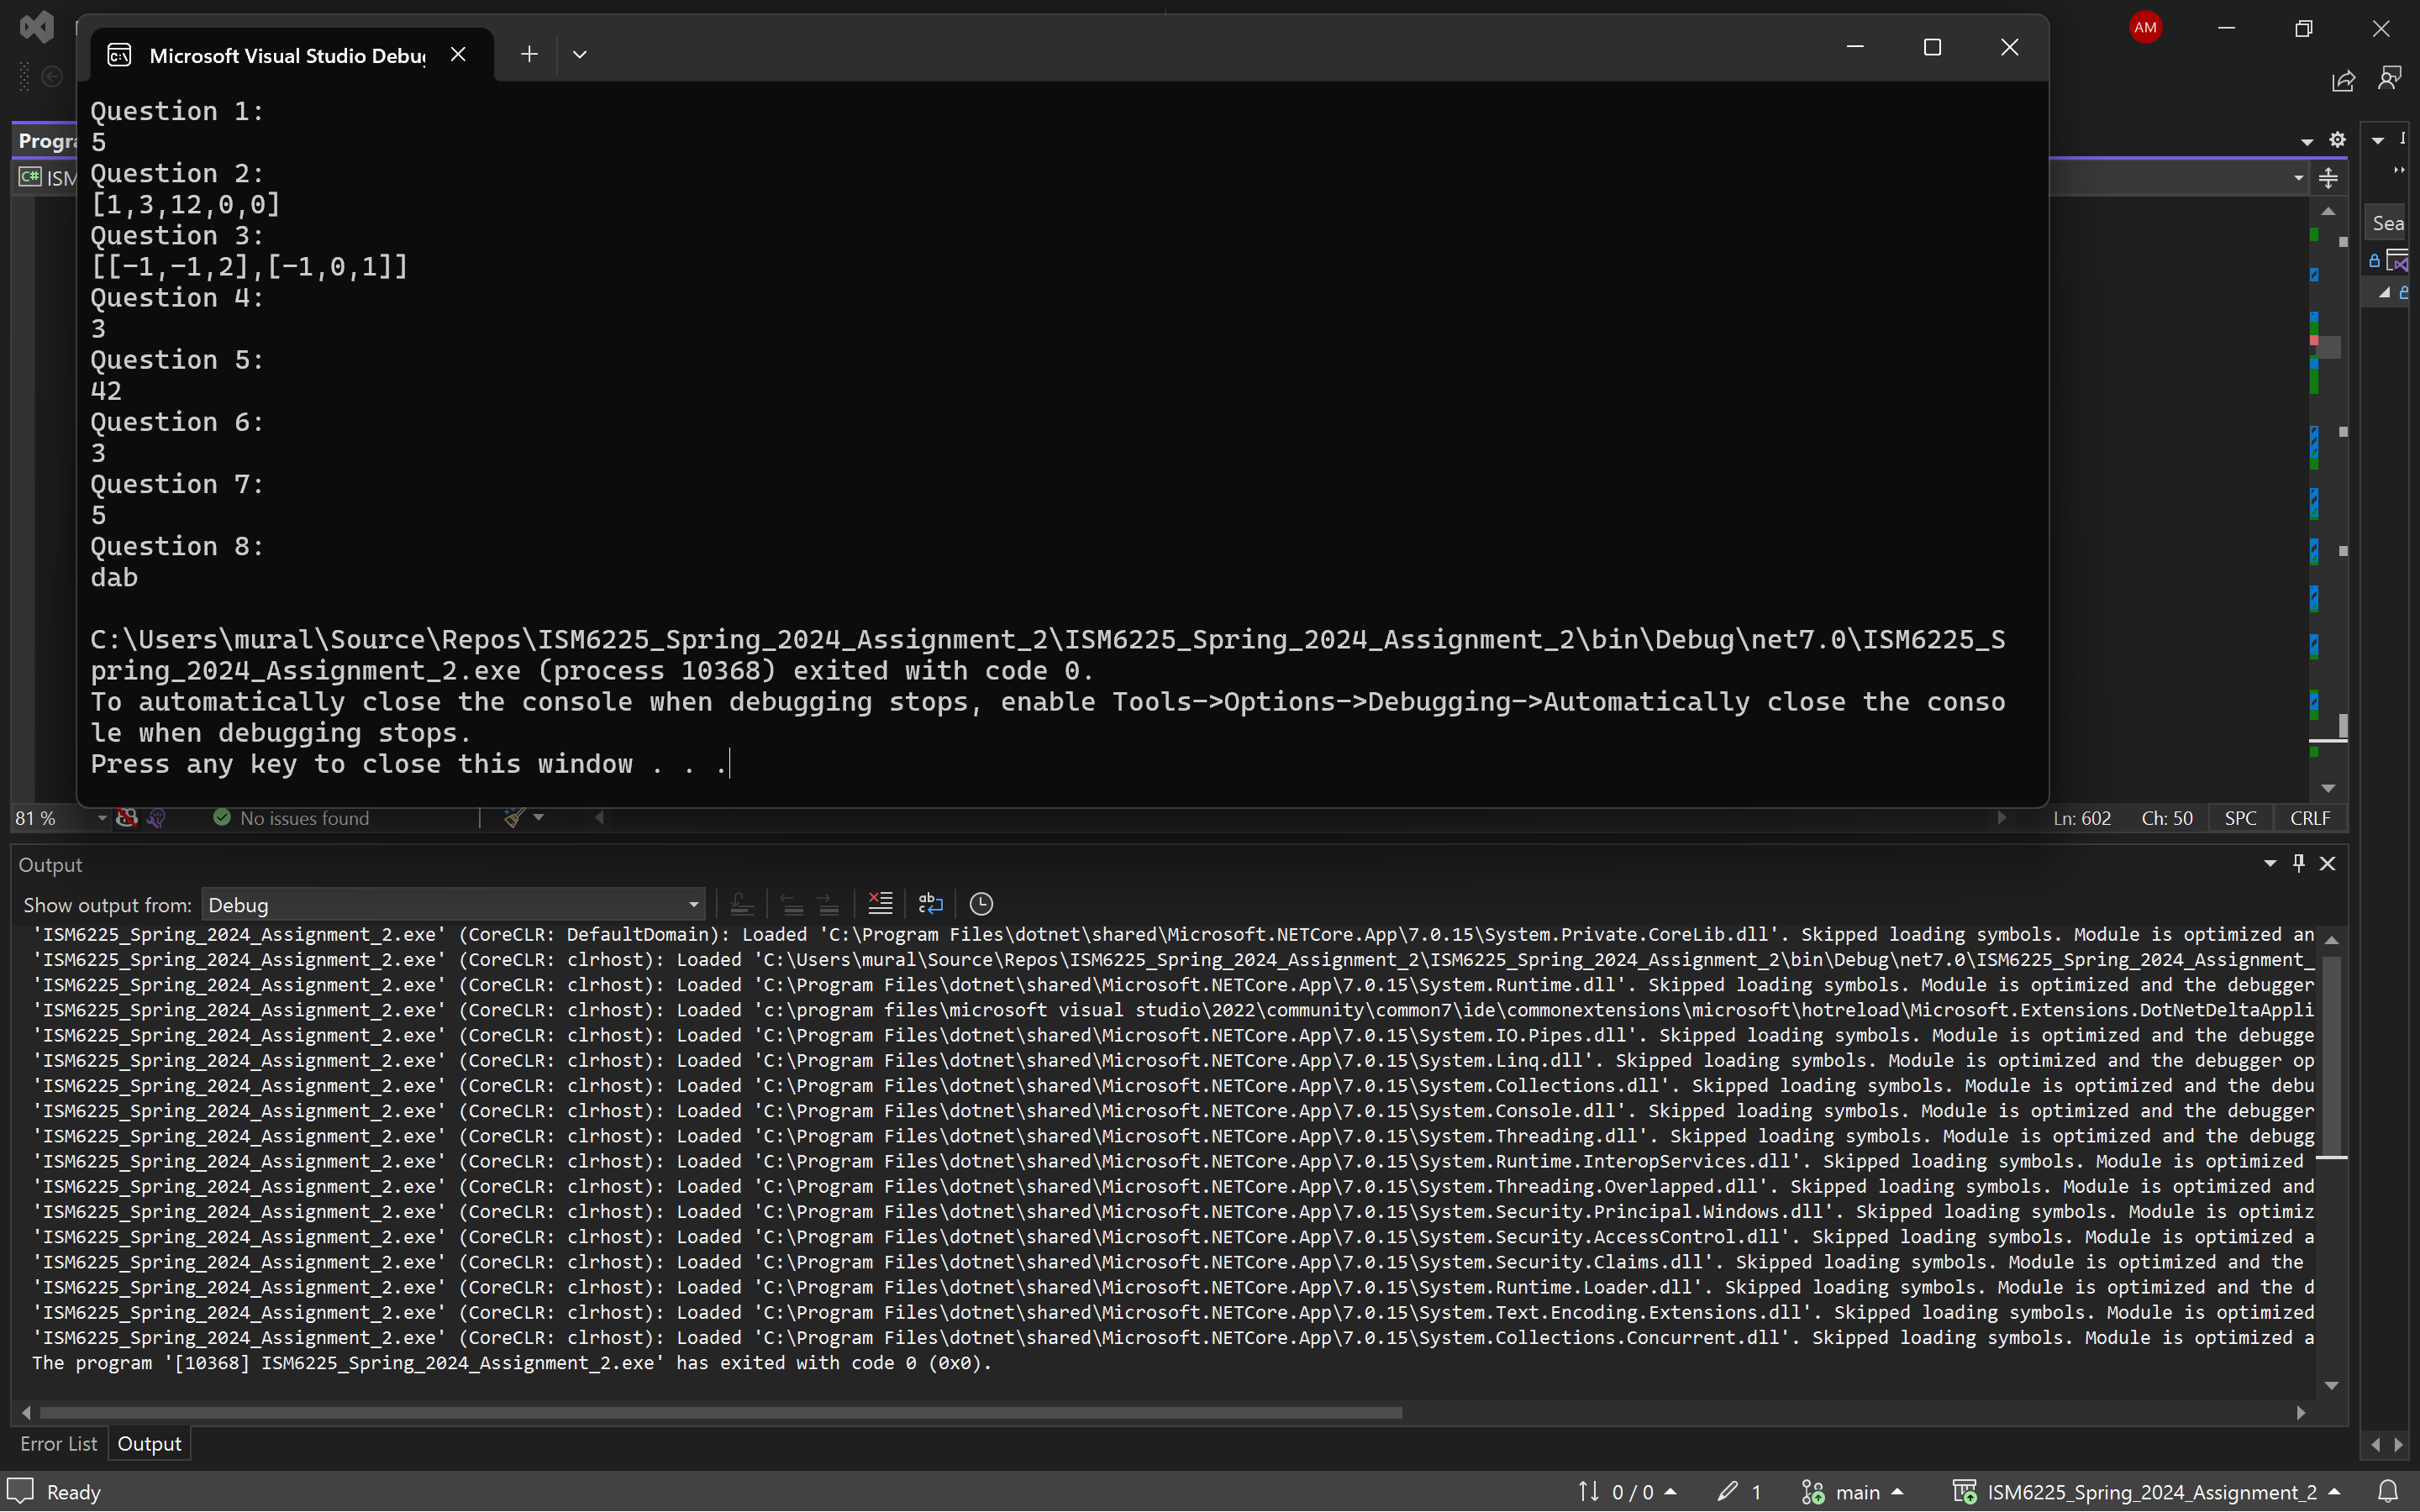 AM
Microsoft Visual Studio Debu
Progra
ISM
Sea
Question 1:
5
Question 2:
[1,3,12,0,0]
Question 3:
[[-1,-1,2],[-1,0,1]]
Question 4:
3
Question 5:
42
Question 6:
3
Question 7:
5
Question 8:
dab
C:\Users\mural\Source\Repos\ISM6225_Spring_2024_Assignment_2\ISM6225_Spring_2024_Assignment_2\bin\Debug\net7.0\ISM6225_S
pring_2024_Assignment_2.exe (process 10368) exited with code 0.
To automatically close the console when debugging stops, enable Tools->Options->Debugging->Automatically close the conso
le when debugging stops.
Press any key to close this window . . .
81 % No issues found Ln: 602 Ch: 50 SPC CRLF
Output
Show output from: Debug
'ISM6225_Spring_2024_Assignment_2.exe' (CoreCLR: DefaultDomain): Loaded 'C:\Program Files\dotnet\shared\Microsoft.NETCore.App\7.0.15\System.Private.CoreLib.dll'. Skipped loading symbols. Module is optimized an
'ISM6225_Spring_2024_Assignment_2.exe' (CoreCLR: clrhost): Loaded 'C:\Users\mural\Source\Repos\ISM6225_Spring_2024_Assignment_2\ISM6225_Spring_2024_Assignment_2\bin\Debug\net7.0\ISM6225_Spring_2024_Assignment_
'ISM6225_Spring_2024_Assignment_2.exe' (CoreCLR: clrhost): Loaded 'C:\Program Files\dotnet\shared\Microsoft.NETCore.App\7.0.15\System.Runtime.dll'. Skipped loading symbols. Module is optimized and the debugger
'ISM6225_Spring_2024_Assignment_2.exe' (CoreCLR: clrhost): Loaded 'c:\program files\microsoft visual studio\2022\community\common7\ide\commonextensions\microsoft\hotreload\Microsoft.Extensions.DotNetDeltaAppli
'ISM6225_Spring_2024_Assignment_2.exe' (CoreCLR: clrhost): Loaded 'C:\Program Files\dotnet\shared\Microsoft.NETCore.App\7.0.15\System.IO.Pipes.dll'. Skipped loading symbols. Module is optimized and the debugge
'ISM6225_Spring_2024_Assignment_2.exe' (CoreCLR: clrhost): Loaded 'C:\Program Files\dotnet\shared\Microsoft.NETCore.App\7.0.15\System.Linq.dll'. Skipped loading symbols. Module is optimized and the debugger op
'ISM6225_Spring_2024_Assignment_2.exe' (CoreCLR: clrhost): Loaded 'C:\Program Files\dotnet\shared\Microsoft.NETCore.App\7.0.15\System.Collections.dll'. Skipped loading symbols. Module is optimized and the debu
'ISM6225_Spring_2024_Assignment_2.exe' (CoreCLR: clrhost): Loaded 'C:\Program Files\dotnet\shared\Microsoft.NETCore.App\7.0.15\System.Console.dll'. Skipped loading symbols. Module is optimized and the debugger
'ISM6225_Spring_2024_Assignment_2.exe' (CoreCLR: clrhost): Loaded 'C:\Program Files\dotnet\shared\Microsoft.NETCore.App\7.0.15\System.Threading.dll'. Skipped loading symbols. Module is optimized and the debugg
'ISM6225_Spring_2024_Assignment_2.exe' (CoreCLR: clrhost): Loaded 'C:\Program Files\dotnet\shared\Microsoft.NETCore.App\7.0.15\System.Runtime.InteropServices.dll'. Skipped loading symbols. Module is optimized
'ISM6225_Spring_2024_Assignment_2.exe' (CoreCLR: clrhost): Loaded 'C:\Program Files\dotnet\shared\Microsoft.NETCore.App\7.0.15\System.Threading.Overlapped.dll'. Skipped loading symbols. Module is optimized and
'ISM6225_Spring_2024_Assignment_2.exe' (CoreCLR: clrhost): Loaded 'C:\Program Files\dotnet\shared\Microsoft.NETCore.App\7.0.15\System.Security.Principal.Windows.dll'. Skipped loading symbols. Module is optimiz
'ISM6225_Spring_2024_Assignment_2.exe' (CoreCLR: clrhost): Loaded 'C:\Program Files\dotnet\shared\Microsoft.NETCore.App\7.0.15\System.Security.AccessControl.dll'. Skipped loading symbols. Module is optimized a
'ISM6225_Spring_2024_Assignment_2.exe' (CoreCLR: clrhost): Loaded 'C:\Program Files\dotnet\shared\Microsoft.NETCore.App\7.0.15\System.Security.Claims.dll'. Skipped loading symbols. Module is optimized and the
'ISM6225_Spring_2024_Assignment_2.exe' (CoreCLR: clrhost): Loaded 'C:\Program Files\dotnet\shared\Microsoft.NETCore.App\7.0.15\System.Runtime.Loader.dll'. Skipped loading symbols. Module is optimized and the d
'ISM6225_Spring_2024_Assignment_2.exe' (CoreCLR: clrhost): Loaded 'C:\Program Files\dotnet\shared\Microsoft.NETCore.App\7.0.15\System.Text.Encoding.Extensions.dll'. Skipped loading symbols. Module is optimized
'ISM6225_Spring_2024_Assignment_2.exe' (CoreCLR: clrhost): Loaded 'C:\Program Files\dotnet\shared\Microsoft.NETCore.App\7.0.15\System.Collections.Concurrent.dll'. Skipped loading symbols. Module is optimized a
The program '[10368] ISM6225_Spring_2024_Assignment_2.exe' has exited with code 0 (0x0).
Error List Output
Ready 0 / 0 1 main ISM6225_Spring_2024_Assignment_2